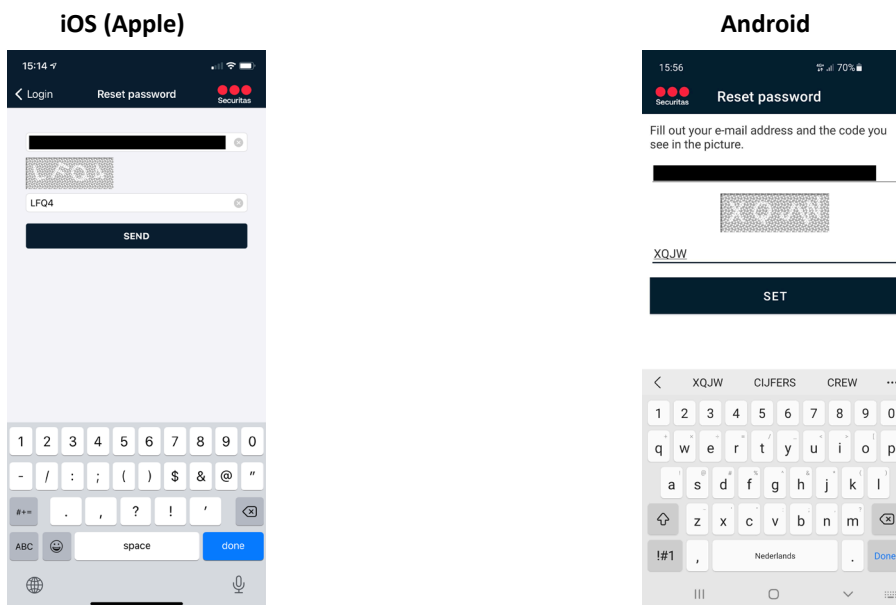 iOS (Apple)
15:14
Login Reset password Securitas
LFQ4
SEND
1 2 3 4 5 6 7 8 9 0
- / : ; ( ) $ & @ "
#+= . , ? ! '
ABC space done
Android
15:56 70%
Securitas Reset password
Fill out your e-mail address and the code you
see in the picture.
XQJW
SET
XQJW CIJFERS CREW ...
1 2 3 4 5 6 7 8 9 0
q w e r t y u i o p
a s d f g h j k l
z x c v b n m
!#1 , Nederlands . Done